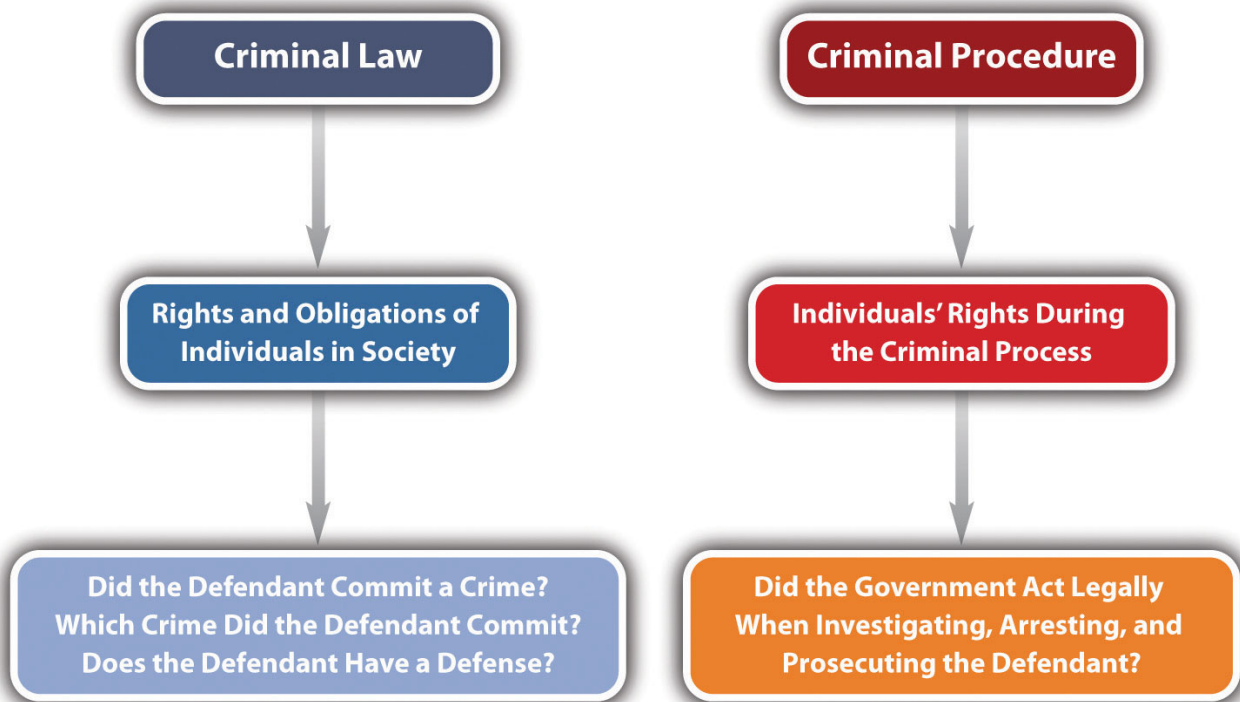 Criminal Law
Rights and Obligations of
Individuals in Society
Did the Defendant Commit a Crime?
Which Crime Did the Defendant Commit?
Does the Defendant Have a Defense?
Criminal Procedure
Individuals’ Rights During
the Criminal Process
Did the Government Act Legally
When Investigating, Arresting, and
Prosecuting the Defendant?